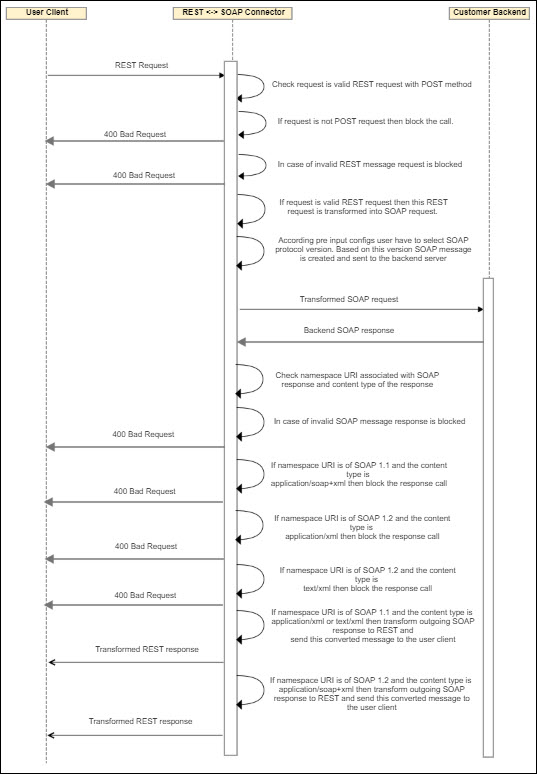 User Client
REST <-> SOAP Connector
Customer Backend
REST Request
Check request is valid REST request with POST method
If request is not POST request then block the call.
400 Bad Request
In case of invalid REST message request is blocked
400 Bad Request
If request is valid REST request then this REST
request is transformed into SOAP request.
According pre input configs user have to select SOAP
protocol version. Based on this version SOAP message
is created and sent to the backend server
Transformed SOAP request
Backend SOAP response
Check namespace URI associated with SOAP
response and content type of the response
In case of invalid SOAP message response is blocked
400 Bad Request
If namespace URI is of SOAP 1.1 and the content
type is
application/soap+xml then block the response call
400 Bad Request
If namespace URI is of SOAP 1.2 and the content
type is
application/xml then block the response call
400 Bad Request
If namespace URI is of SOAP 1.2 and the content
type is
text/xml then block the response call
400 Bad Request
If namespace URI is of SOAP 1.1 and the content type is
application/xml or text/xml then transform outgoing SOAP
response to REST and
send this converted message to the user client
Transformed REST response
If namespace URI is of SOAP 1.2 and the content type is
application/soap+xml then transform outgoing SOAP
response to REST and send this converted message to
the user client
Transformed REST response